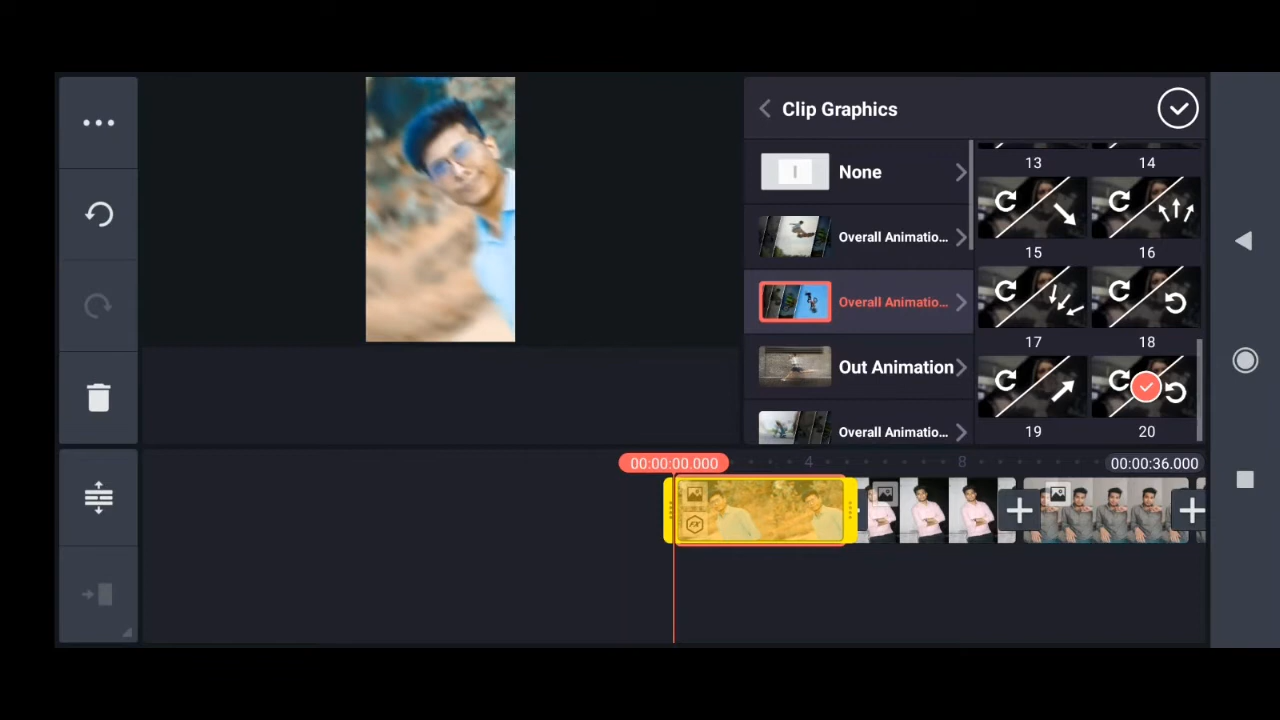 Clip Graphics
None
Overall Animatio...
Overall Animatio...
Out Animation
Overall Animatio...
13
14
15
16
17
18
19
20
00:00:00.000
4
8
00:00:36.000